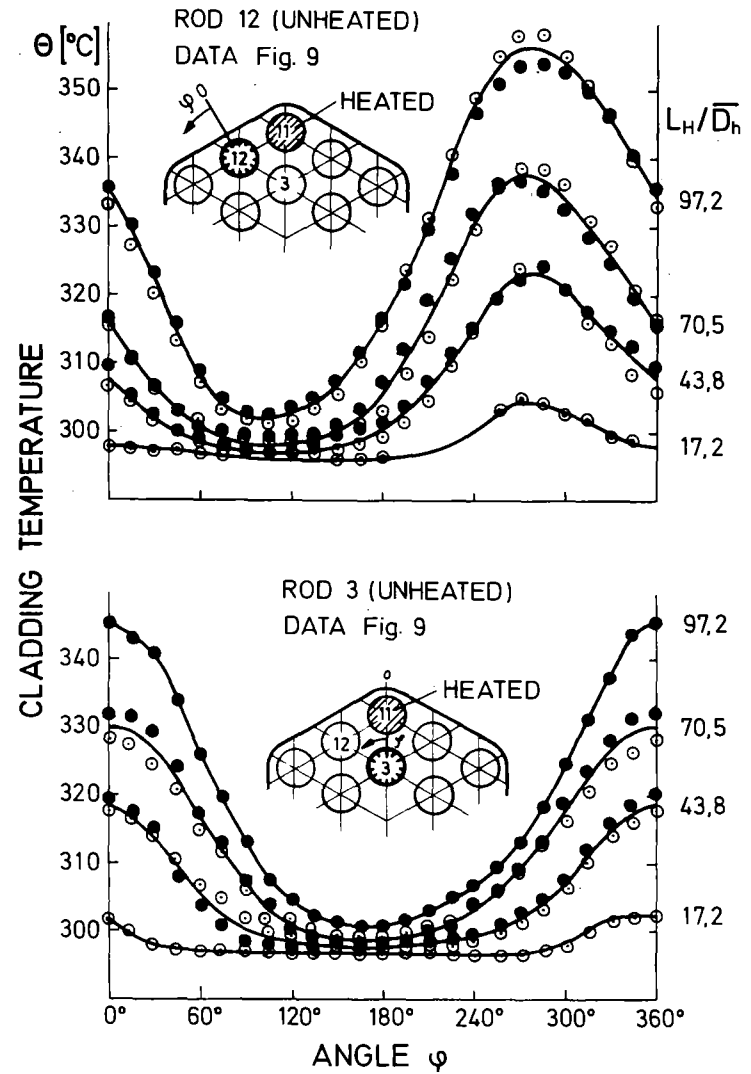 ROD 12 (UNHEATED)
DATA Fig. 9
Θ [°C]
350
340
330
320
310
300
φ 0
11
HEATED
12
3
L_H/D̅_h
97,2
70,5
43,8
17,2
CLADDING TEMPERATURE
ROD 3 (UNHEATED)
DATA Fig. 9
340
330
320
310
300
0
11
HEATED
12
φ
3
97,2
70,5
43,8
17,2
0° 60° 120° 180° 240° 300° 360°
ANGLE φ